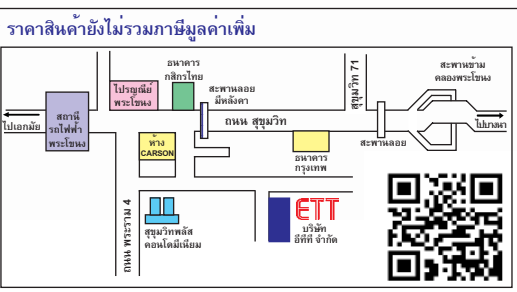 ราคาสินค้ายังไม่รวมภาษีมูลค่าเพิ่ม
ธนาคาร
กสิกรไทย
สะพานลอย
มีหลังคา
ไปรษณีย์
พระโขนง
สุขุมวิท 71
สะพานข้าม
คลองพระโขนง
สถานี
รถไฟฟ้า
พระโขนง
ไปเอกมัย
ถนน สุขุมวิท
ไปบางนา
สะพานลอย
ห้าง
CARSON
ธนาคาร
กรุงเทพ
ถนน พระราม 4
สุขุมวิทพลัส
คอนโดมีเนียม
ETT
บริษัท
อีทีที จำกัด